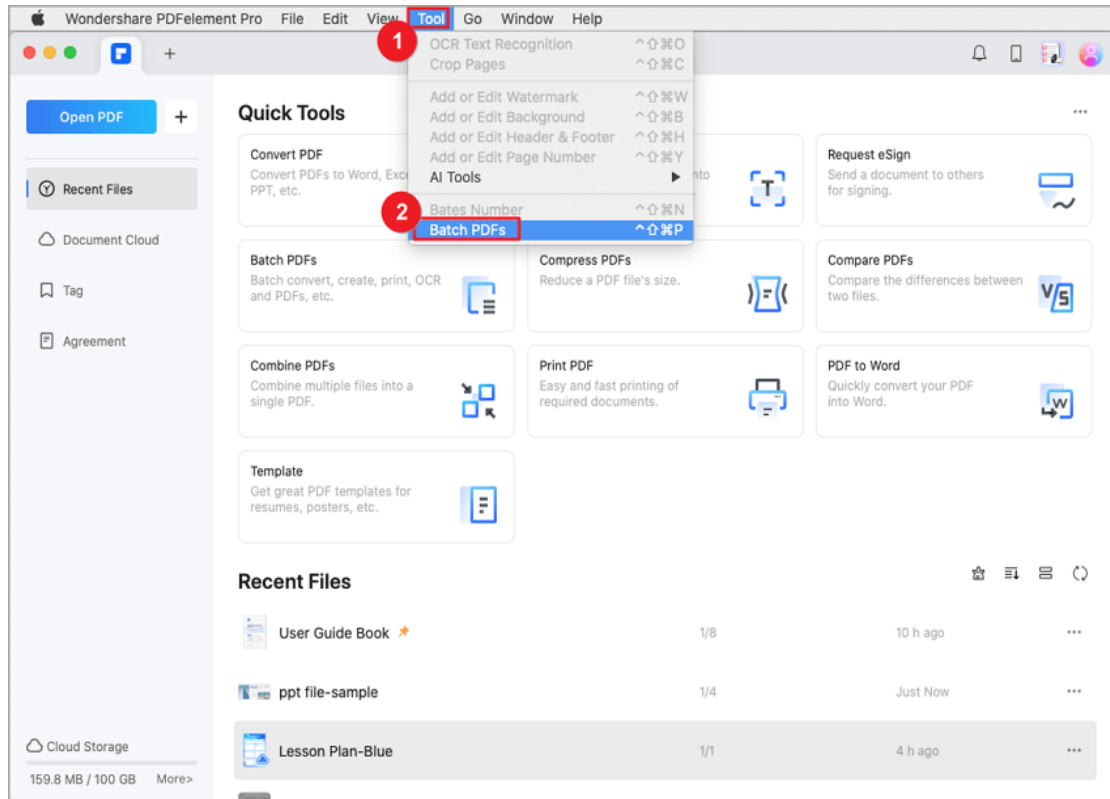 Wondershare PDFelement Pro File Edit View Tool Go Window Help
1
OCR Text Recognition ^⇧⌘O
Crop Pages ^⇧⌘C
Add or Edit Watermark ^⇧⌘W
Add or Edit Background ^⇧⌘B
Add or Edit Header & Footer ^⇧⌘H
Add or Edit Page Number ^⇧⌘Y
AI Tools
2
Bates Number ^⇧⌘N
Batch PDFs ^⇧⌘P
Open PDF +
Recent Files
Document Cloud
Tag
Agreement
Quick Tools
Convert PDF
Convert PDFs to Word,
PPT, etc.
T
Request eSign
Send a document to others
for signing.
Batch PDFs
Batch convert, create, print, OCR
and PDFs, etc.
Compress PDFs
Reduce a PDF file's size.
Compare PDFs
Compare the differences between
two files.
V/S
Combine PDFs
Combine multiple files into a
single PDF.
Print PDF
Easy and fast printing of
required documents.
PDF to Word
Quickly convert your PDF
into Word.
W
Template
Get great PDF templates for
resumes, posters, etc.
Recent Files
User Guide Book 1/8 10 h ago
ppt file-sample 1/4 Just Now
Lesson Plan-Blue 1/1 4 h ago
Cloud Storage
159.8 MB / 100 GB More>